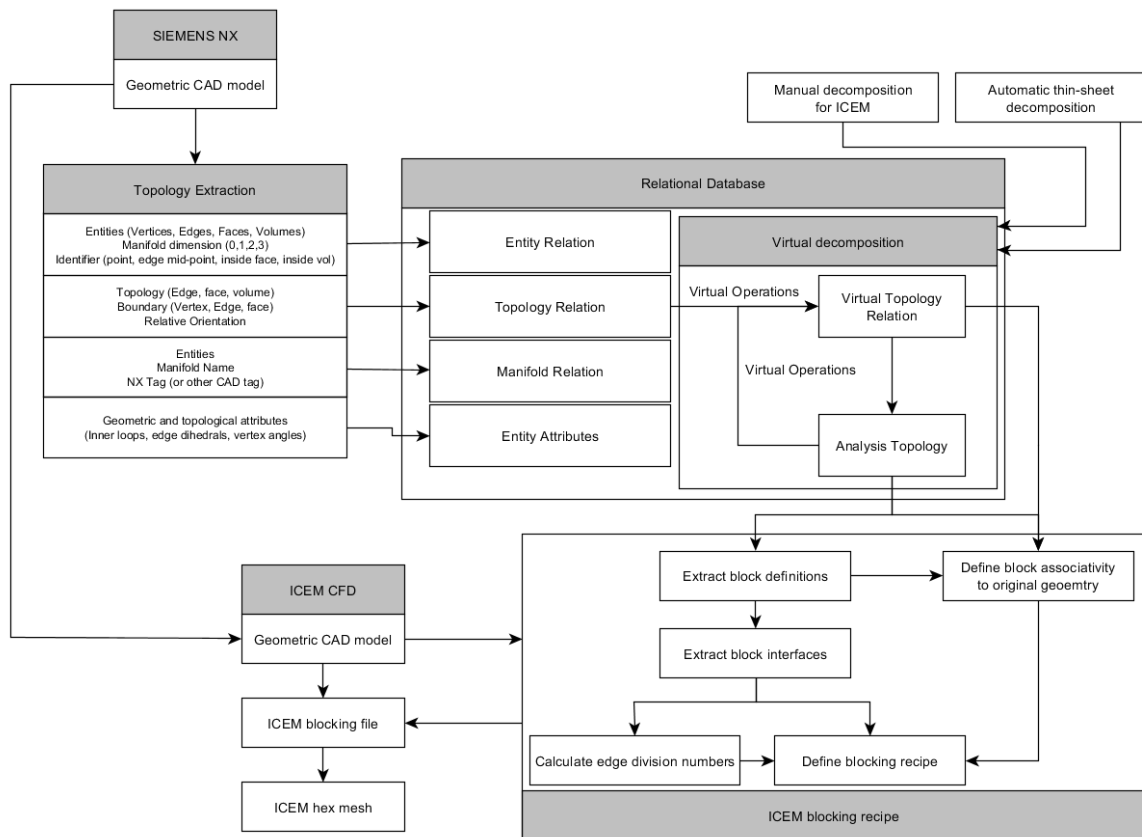 SIEMENS NX
Geometric CAD model
Manual decomposition
for ICEM
Automatic thin-sheet
decomposition
Topology Extraction
Entities (Vertices, Edges, Faces, Volumes)
Manifold dimension (0,1,2,3)
Identifier (point, edge mid-point, inside face, inside vol)
Topology (Edge, face, volume)
Boundary (Vertex, Edge, face)
Relative Orientation
Entities
Manifold Name
NX Tag (or other CAD tag)
Geometric and topological attributes
(Inner loops, edge dihedrals, vertex angles)
Relational Database
Entity Relation
Topology Relation
Manifold Relation
Entity Attributes
Virtual decomposition
Virtual Operations
Virtual Topology
Relation
Virtual Operations
Analysis Topology
ICEM CFD
Geometric CAD model
ICEM blocking file
ICEM hex mesh
Extract block definitions
Define block associativity
to original geoemtry
Extract block interfaces
Calculate edge division numbers
Define blocking recipe
ICEM blocking recipe